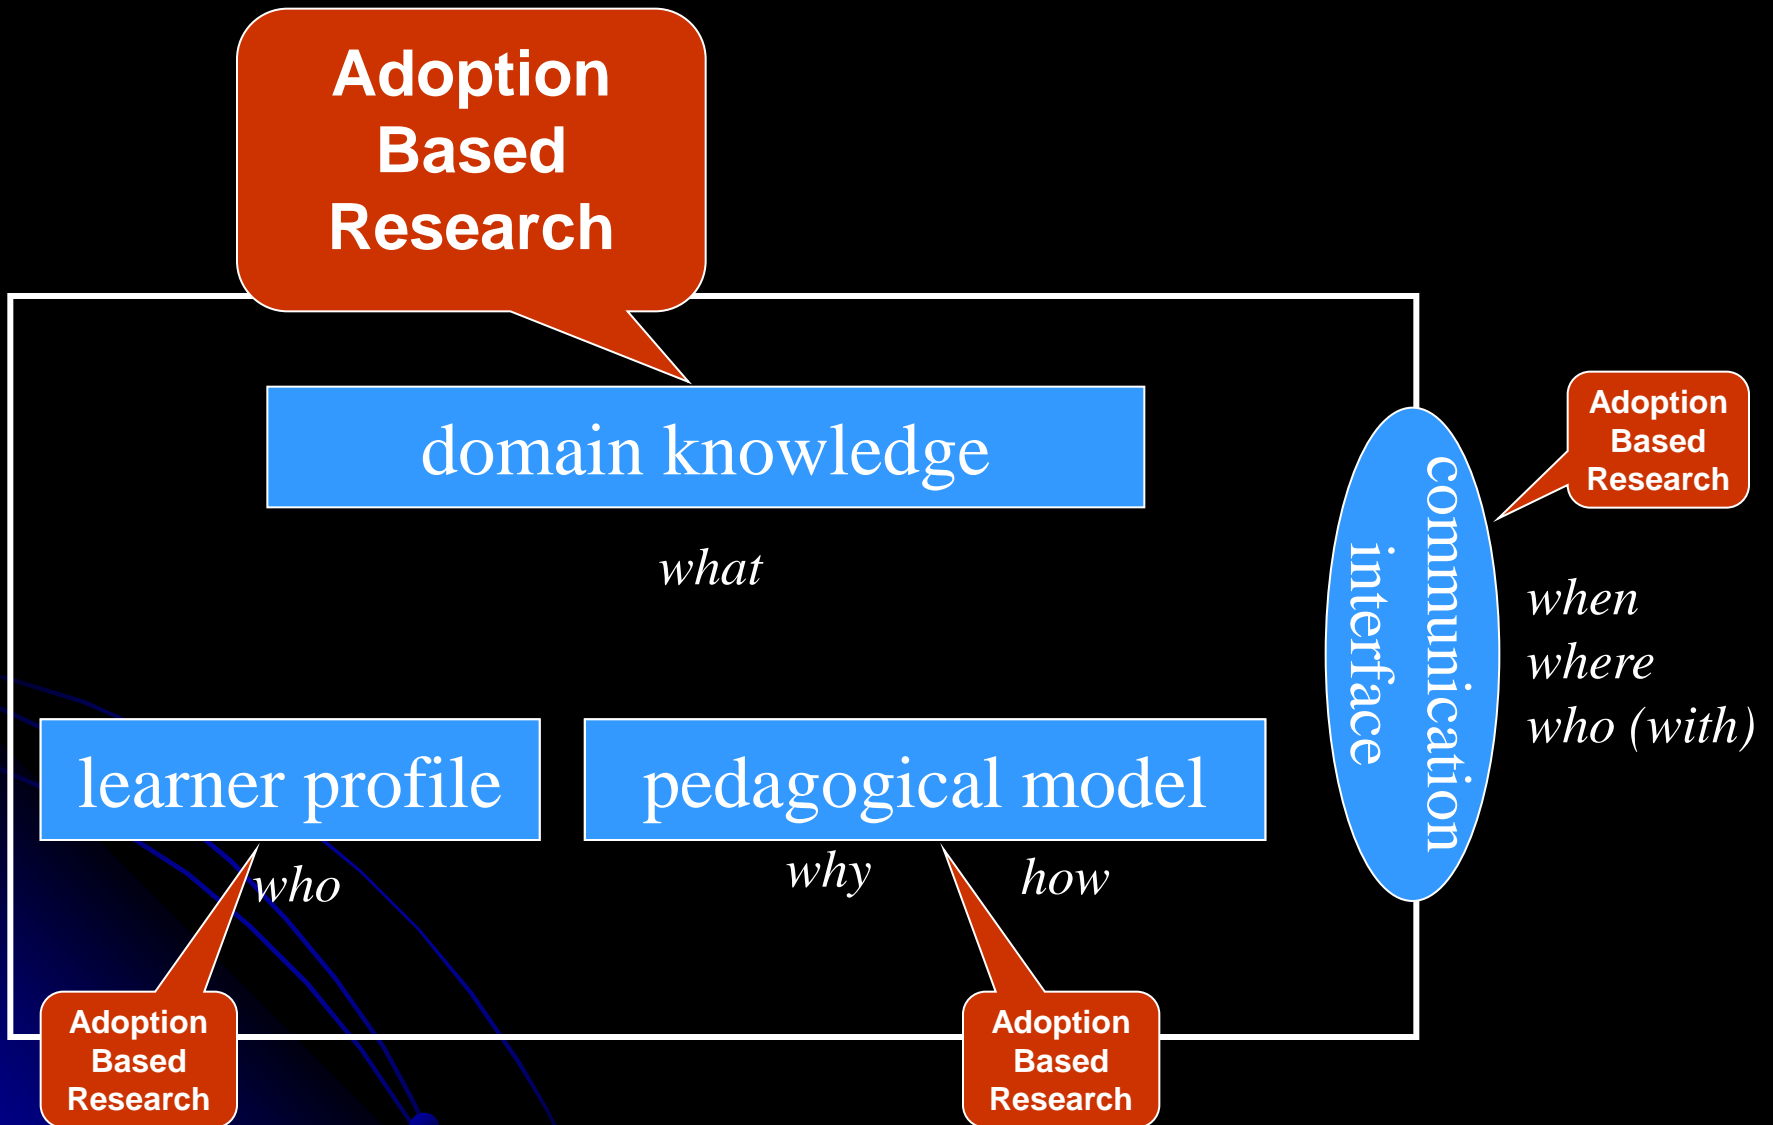 Adoption
Based
Research
domain knowledge
what
Adoption
Based
Research
communication
interface
when
where
who (with)
learner profile
who
pedagogical model
why
how
Adoption
Based
Research
Adoption
Based
Research